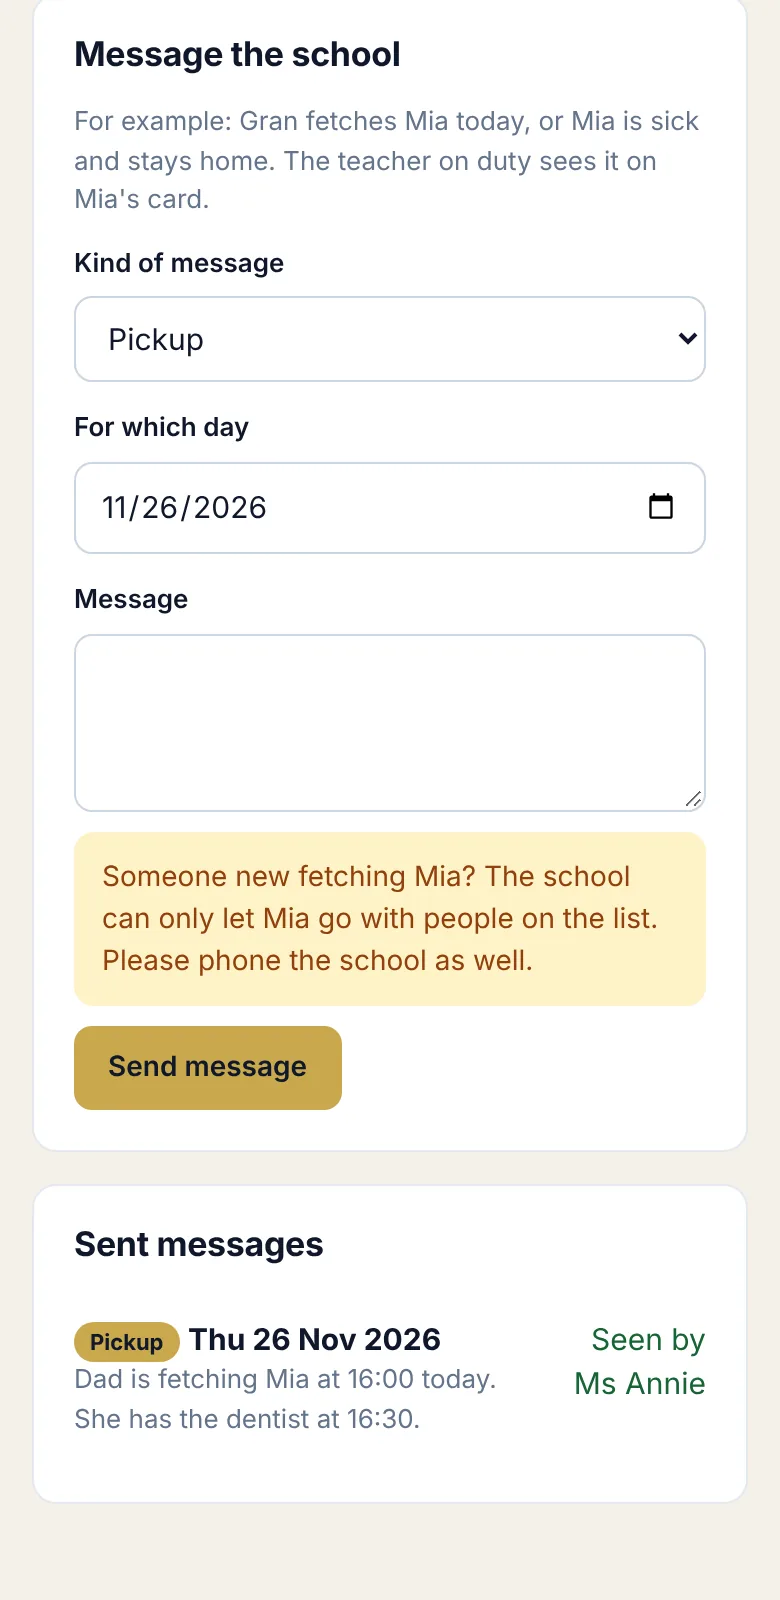 Message the school
For example: Gran fetches Mia today, or Mia is sick
and stays home. The teacher on duty sees it on
Mia's card.
Kind of message
Pickup
For which day
11/26/2026
Message
Someone new fetching Mia? The school
can only let Mia go with people on the list.
Please phone the school as well.
Send message
Sent messages
Pickup Thu 26 Nov 2026
Seen by
Ms Annie
Dad is fetching Mia at 16:00 today.
She has the dentist at 16:30.